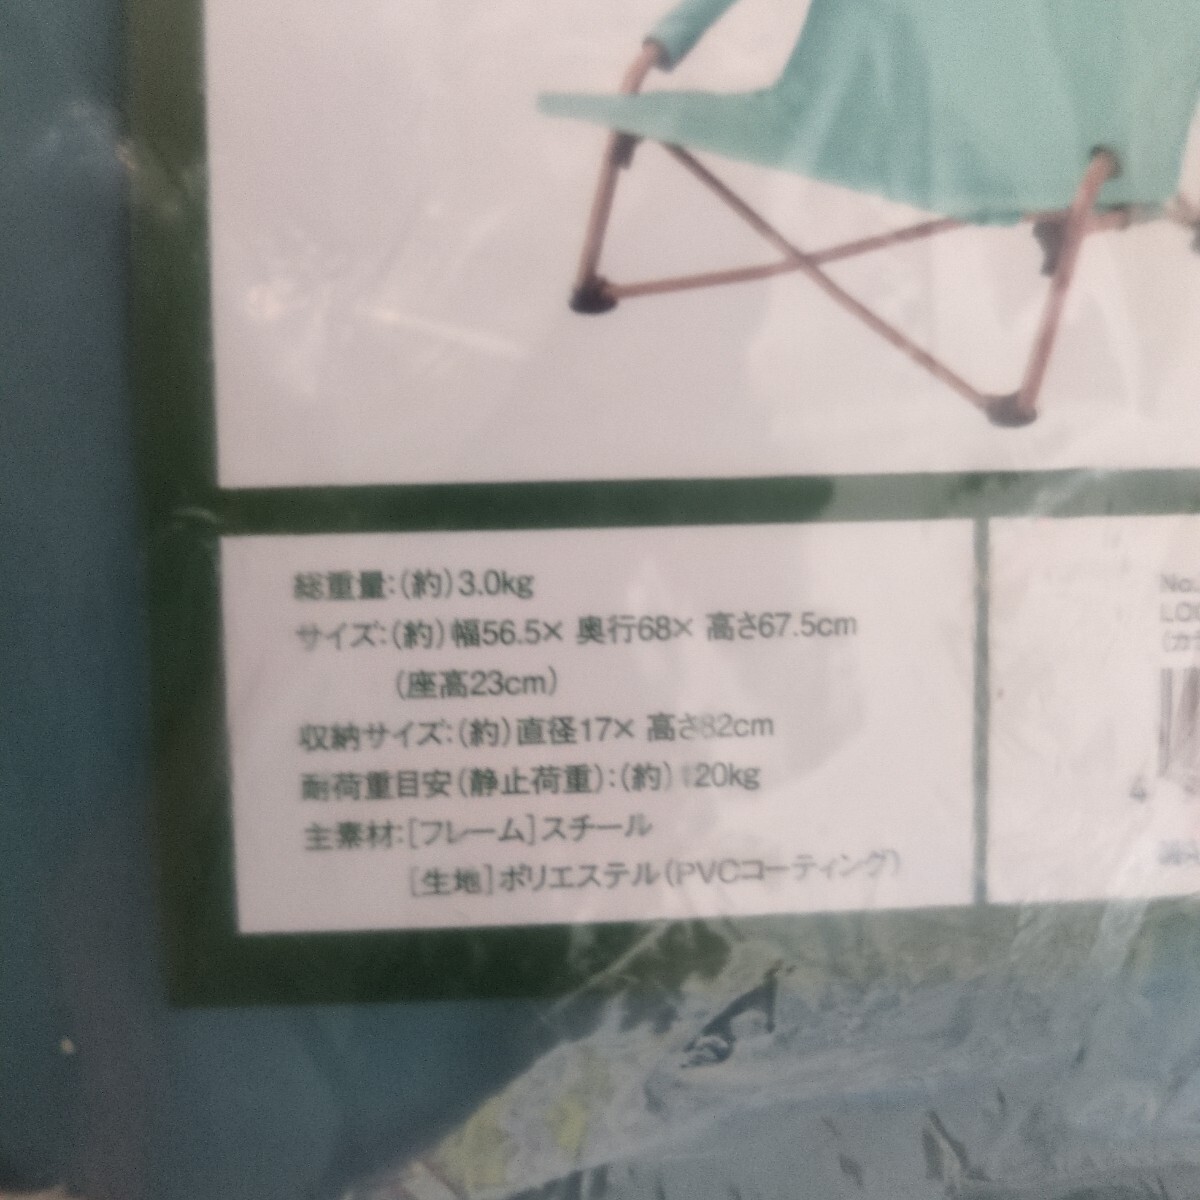 総重量:(約)3.0kg
サイズ:(約)幅56.5× 奥行68× 高さ67.5cm
(座高23cm)
収納サイズ:(約)直径17× 高さ82cm
耐荷重目安(静止荷重):(約)120kg
主素材:[フレーム]スチール
[生地]ポリエステル(PVCコーティング)
No.
4